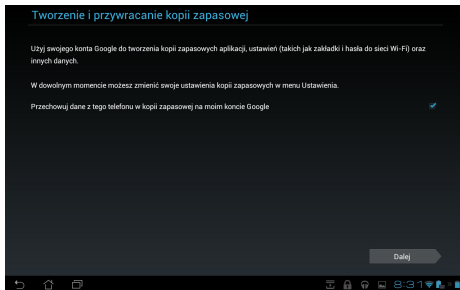 Tworzenie i przywracanie kopii zapasowej
Użyj swojego konta Google do tworzenia kopii zapasowych aplikacji, ustawień (takich jak zakładki i hasła do sieci Wi-Fi) oraz
innych danych.
W dowolnym momencie możesz zmienić swoje ustawienia kopii zapasowych w menu Ustawienia.
Przechowuj dane z tego telefonu w kopii zapasowej na moim koncie Google
Dalej
8:31